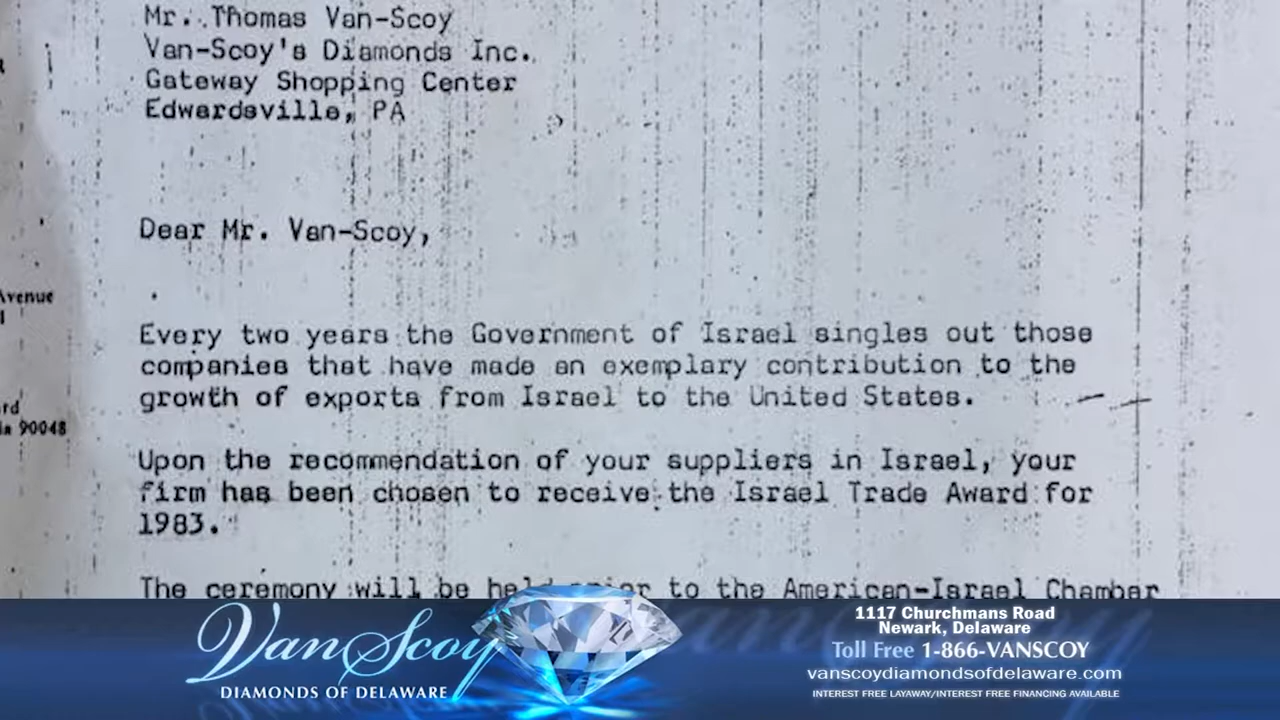 Mr. Thomas Van-Scoy
Van-Scoy's Diamonds Inc.
Gateway Shopping Center
Edwardsville, PA
Dear Mr. Van-Scoy,
Avenue
Every two years the Government of Israel singles out those
companies that have made an exemplary contribution to the
growth of exports from Israel to the United States.
90048
Upon the recommendation of your suppliers in Israel, your
firm has been chosen to receive the Israel Trade Award for
1983.
The ceremony will be held prior to the American-Israel Chamber
VanScoy
DIAMONDS OF DELAWARE
1117 Churchmans Road
Newark, Delaware
Toll Free 1-866-VANSCOY
vanscoydiamondsofdelaware.com
INTEREST FREE LAYAWAY/INTEREST FREE FINANCING AVAILABLE